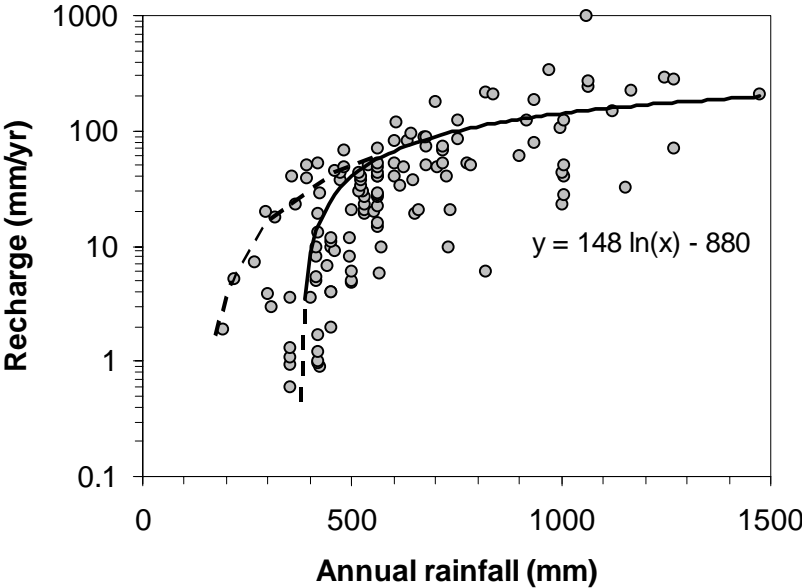 1000
100
10
1
0.1
Recharge (mm/yr)
y = 148 ln(x) - 880
0 500 1000 1500
Annual rainfall (mm)